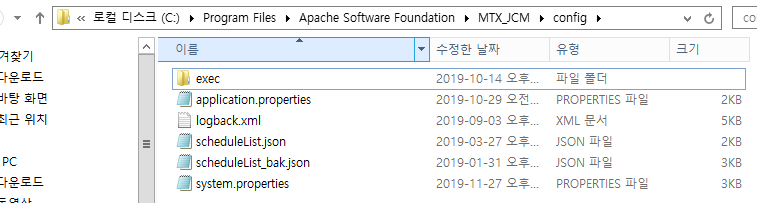 « 로컬 디스크 (C:) ▸ Program Files ▸ Apache Software Foundation ▸ MTX_JCM ▸ config ▸
이름 수정한 날짜 유형 크기
겨찾기
다운로드
바탕 화면
최근 위치
PC
다운로드
동영상
exec 2019-10-14 오후... 파일 폴더
application.properties 2019-10-29 오전... PROPERTIES 파일 2KB
logback.xml 2019-09-03 오후... XML 문서 5KB
scheduleList.json 2019-03-27 오후... JSON 파일 2KB
scheduleList_bak.json 2019-01-31 오후... JSON 파일 3KB
system.properties 2019-11-27 오후... PROPERTIES 파일 3KB